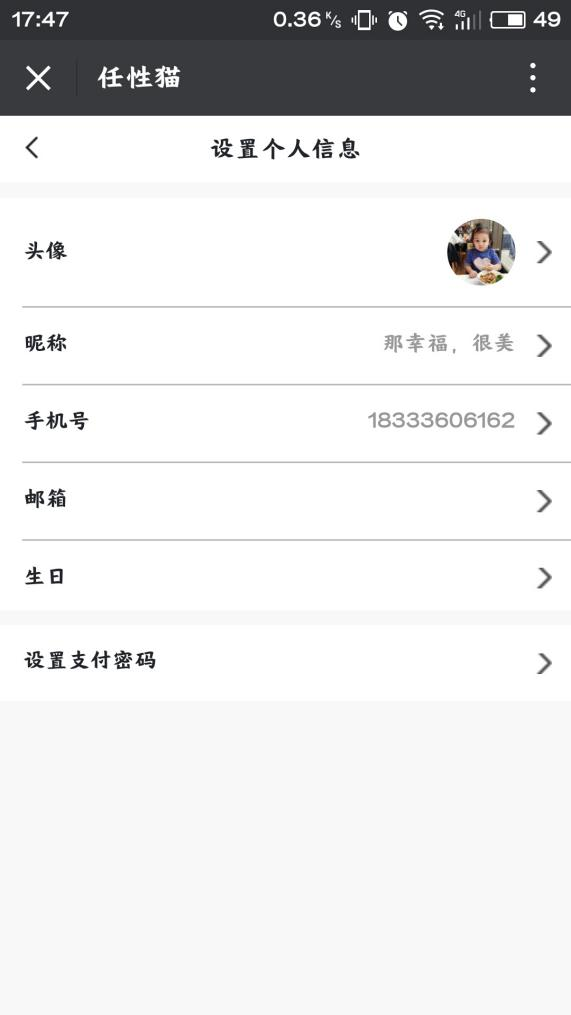 17:47 0.36 K/s 4G 49
任性猫
设置个人信息
头像
昵称 那幸福，很美
手机号 18333606162
邮箱
生日
设置支付密码